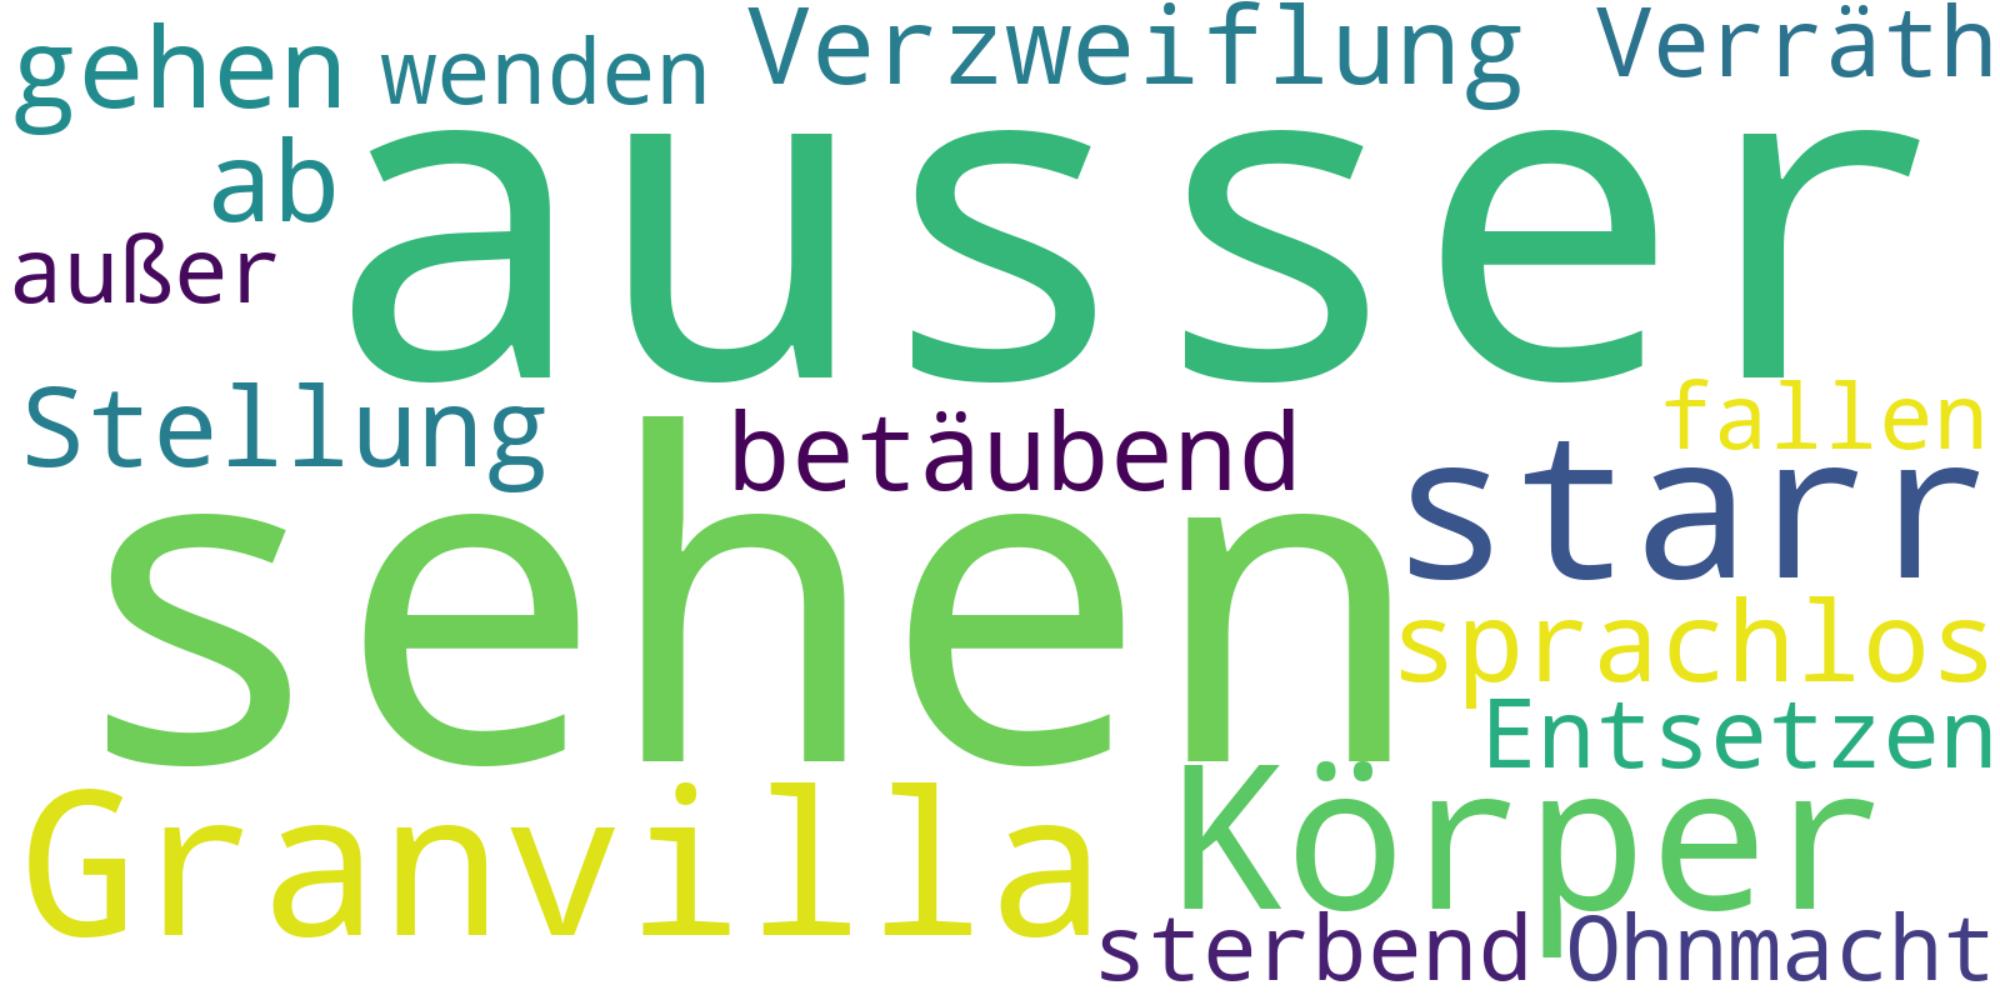 gehen wenden Verzweiflung Verräth
ab ausser
außer
Stellung betäubend fallen
sehen starr
sprachlos
Entsetzen
Granvilla Körper
sterbend Ohnmacht